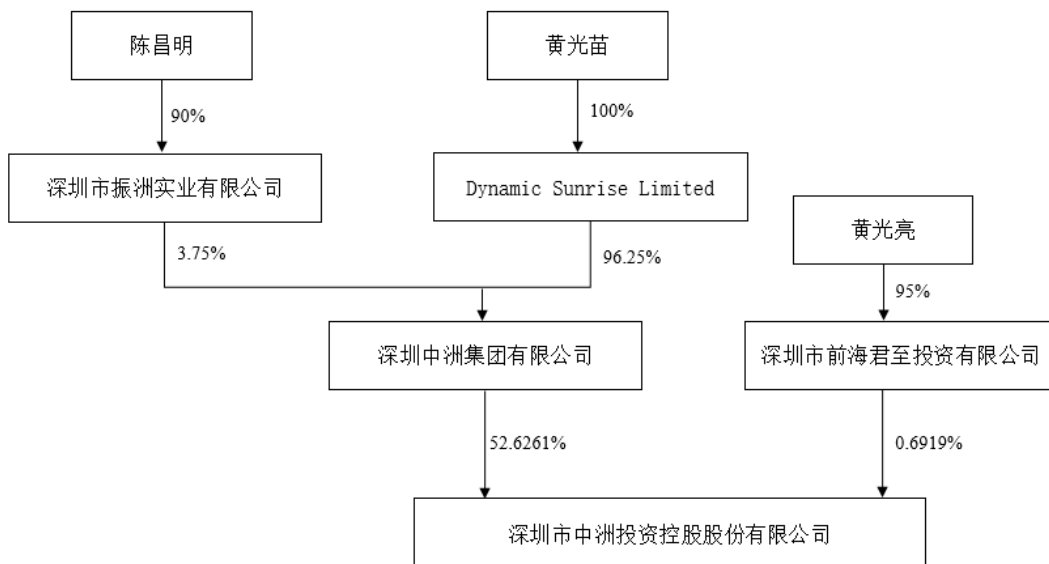 陈昌明
黄光苗
90%
100%
深圳市振洲实业有限公司
Dynamic Sunrise Limited
黄光亮
3.75%
96.25%
95%
深圳中洲集团有限公司
深圳市前海君至投资有限公司
52.6261%
0.6919%
深圳市中洲投资控股股份有限公司